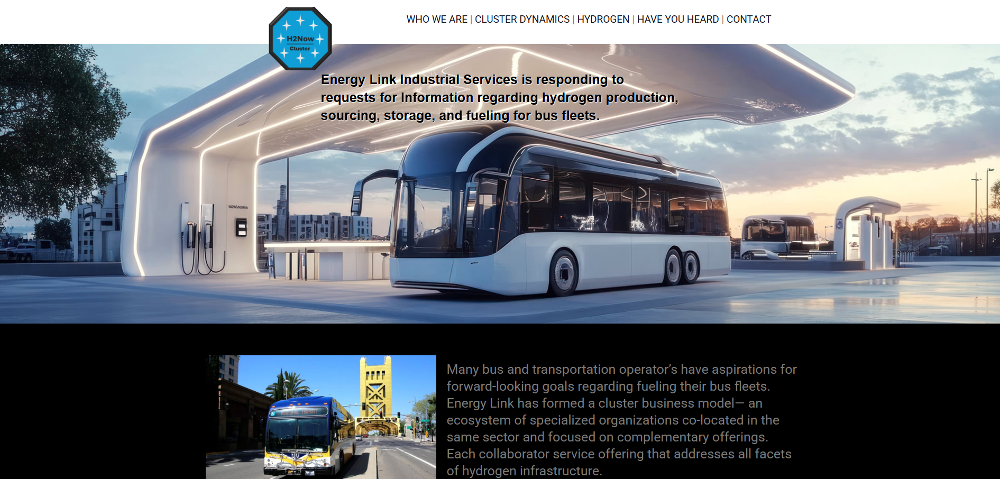 H2Now
Cluster
WHO WE ARE | CLUSTER DYNAMICS | HYDROGEN | HAVE YOU HEARD | CONTACT
Energy Link Industrial Services is responding to
requests for Information regarding hydrogen production,
sourcing, storage, and fueling for bus fleets.
Many bus and transportation operator’s have aspirations for
forward-looking goals regarding fueling their bus fleets.
Energy Link has formed a cluster business model— an
ecosystem of specialized organizations co-located in the
same sector and focused on complementary offerings.
Each collaborator service offering that addresses all facets
of hydrogen infrastructure.
TRANSIT
1513